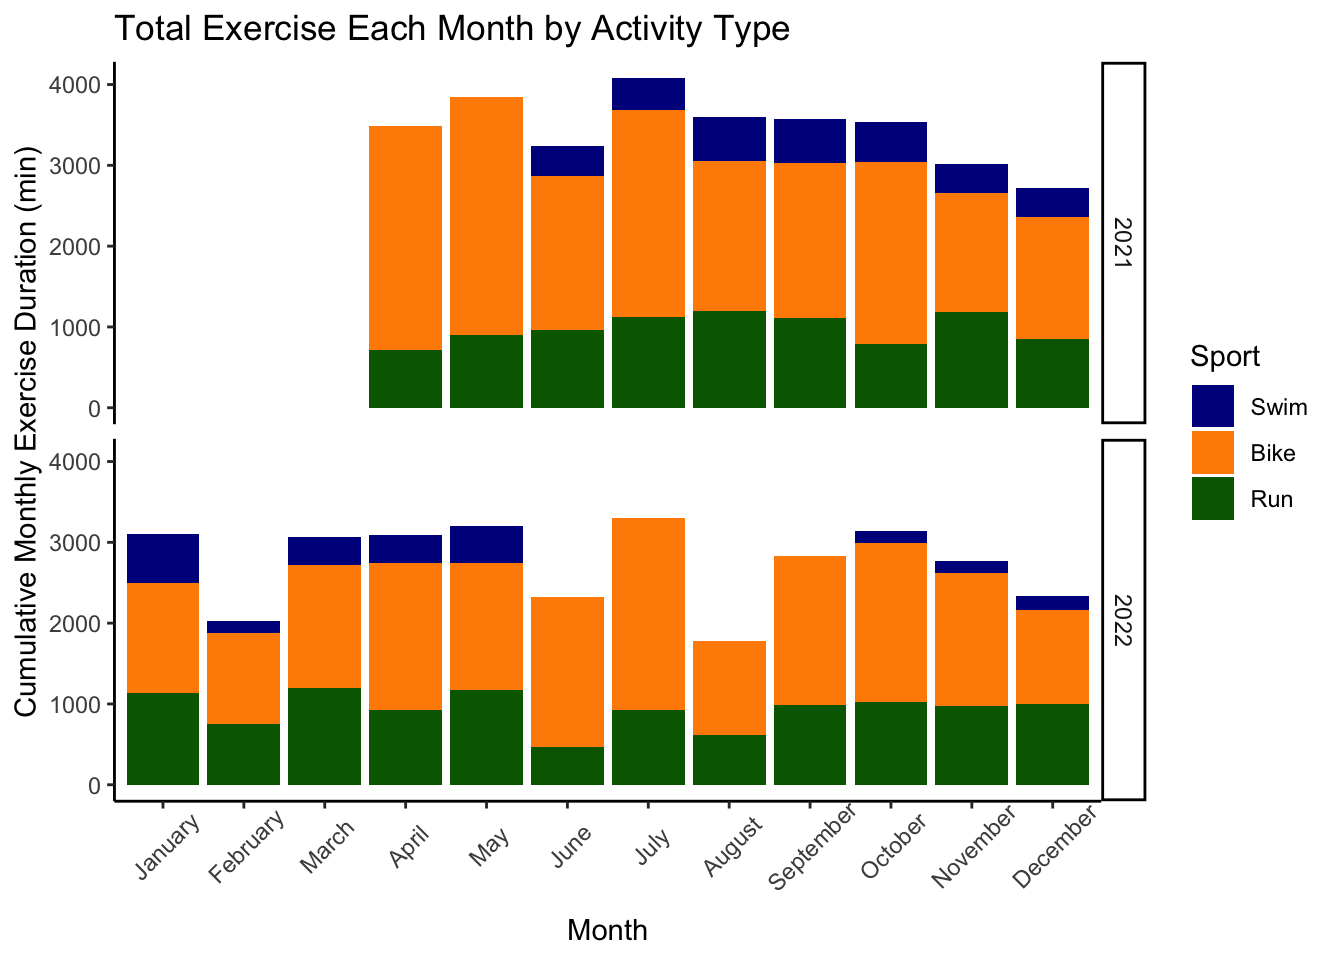 Total Exercise Each Month by Activity Type
Cumulative Monthly Exercise Duration (min)
4000
3000
2000
1000
0
2021
4000
3000
2000
1000
0
2022
January
February
March
April
May
June
July
August
September
October
November
December
Month
Sport
Swim
Bike
Run